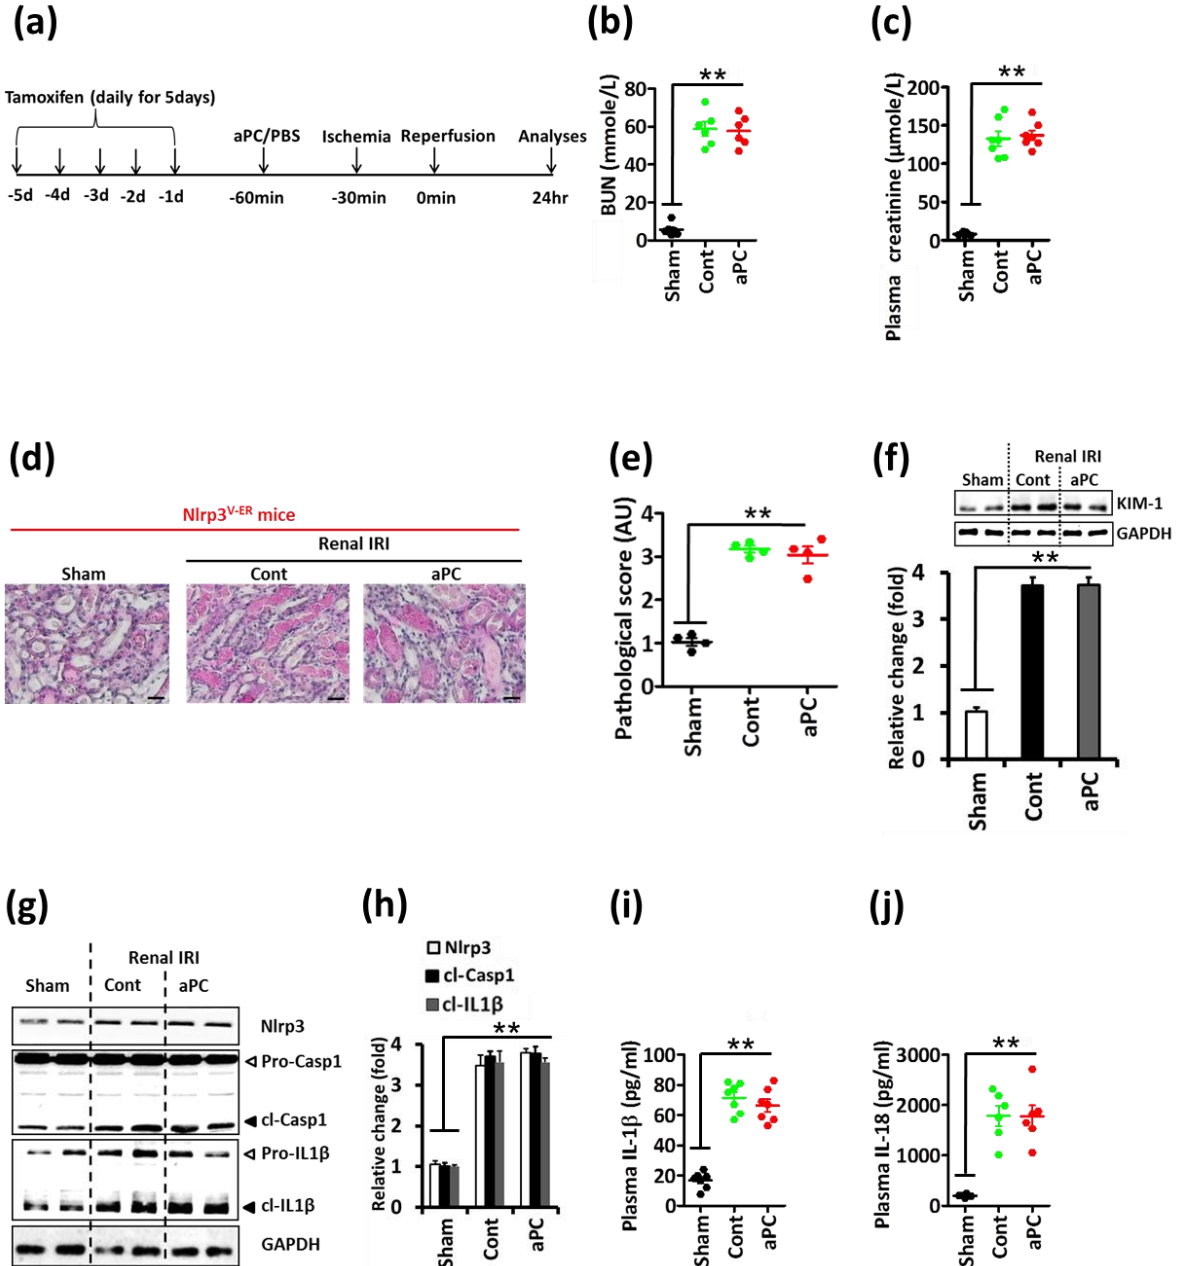 (a)
Tamoxifen (daily for 5days)
aPC/PBS Ischemia Reperfusion Analyses
-5d -4d -3d -2d -1d -60min -30min 0min 24hr
(b)
BUN (mmole/L)
**
80
60
40
20
0
Sham Cont aPC
(c)
Plasma creatinine (µmole/L)
**
200
150
100
50
0
Sham Cont aPC
(d)
Nlrp3V-ER mice
Renal IRI
Sham Cont aPC
(e)
Pathological score (AU)
**
4
3
2
1
0
Sham Cont aPC
(f)
Renal IRI
Sham Cont aPC
KIM-1
GAPDH
**
Relative change (fold)
4
3
2
1
0
Sham Cont aPC
(g)
Renal IRI
Sham Cont aPC
Nlrp3
Pro-Casp1
cl-Casp1
Pro-IL1β
cl-IL1β
GAPDH
(h)
Nlrp3
cl-Casp1
cl-IL1β
**
Relative change (fold)
4
3
2
1
0
Sham Cont aPC
(i)
Plasma IL-1β (pg/ml)
**
100
80
60
40
20
0
Sham Cont aPC
(j)
Plasma IL-18 (pg/ml)
**
3000
2000
1000
0
Sham Cont aPC